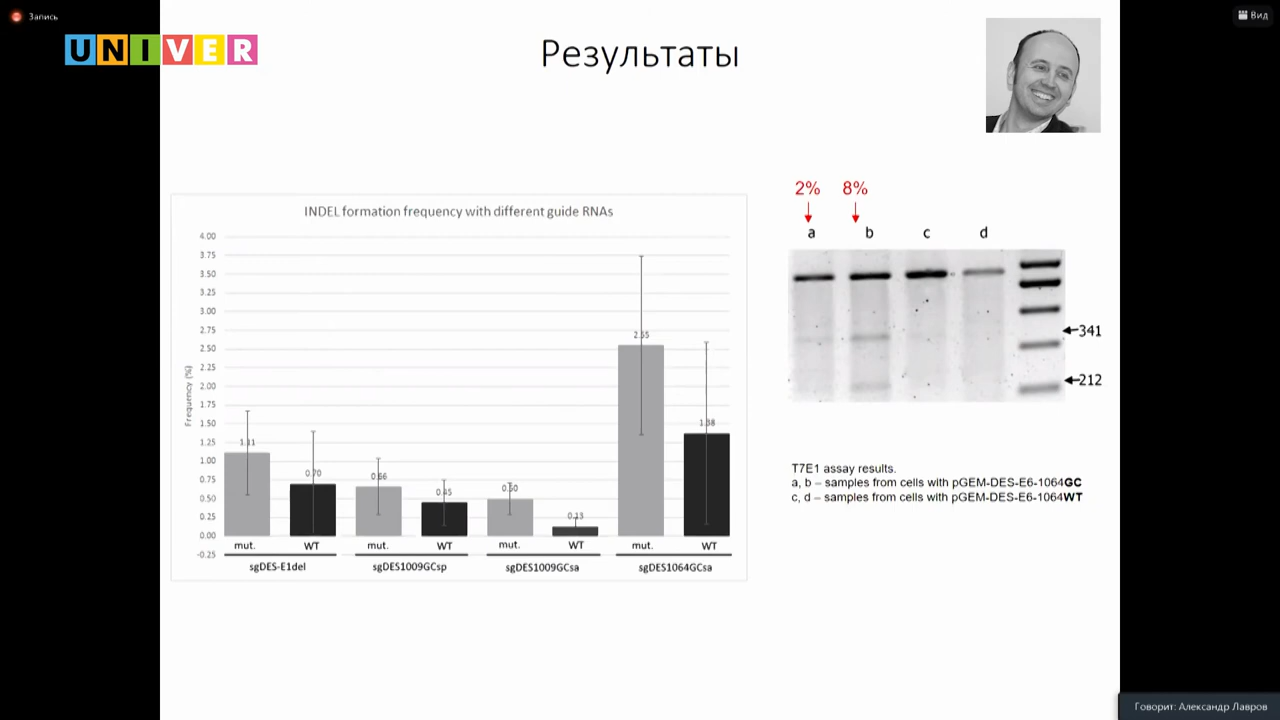 Запись
Вид
UNIVER
Результаты
2% 8%
a b c d
341
212
INDEL formation frequency with different guide RNAs
Frequency (%)
4.00
3.75
3.50
3.25
3.00
2.75
2.50
2.25
2.00
1.75
1.50
1.25
1.00
0.75
0.50
0.25
0.00
-0.25
1.11
0.70
0.66
0.45
0.50
0.13
2.55
1.38
mut. WT mut. WT mut. WT mut. WT
sgDES-E1del sgDES1009GCsp sgDES1009GCsa sgDES1064GCsa
T7E1 assay results.
a, b – samples from cells with pGEM-DES-E6-1064GC
c, d – samples from cells with pGEM-DES-E6-1064WT
Говорит: Александр Лавров